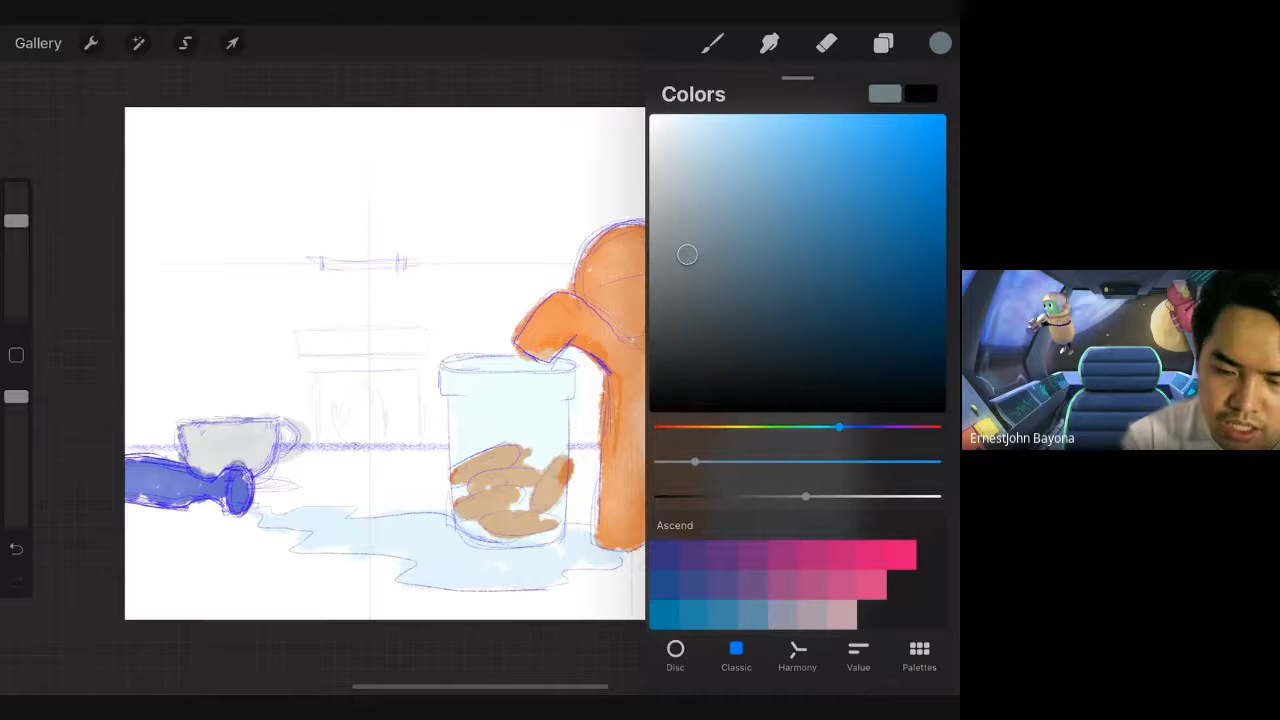 Gallery
Colors
Ascend
Disc
Classic
Harmony
Value
Palettes
ErnestJohn Bayona